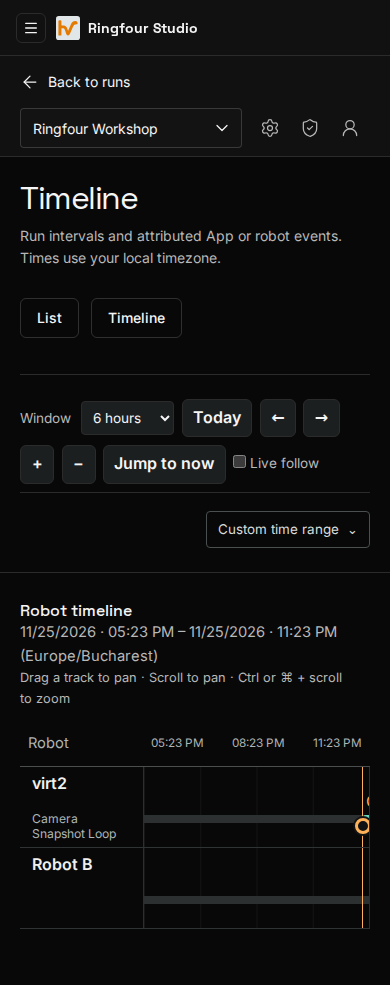 Ringfour Studio
Back to runs
Ringfour Workshop
Timeline
Run intervals and attributed App or robot events.
Times use your local timezone.
List Timeline
Window 6 hours Today ← →
+ − Jump to now Live follow
Custom time range
Robot timeline
11/25/2026 · 05:23 PM – 11/25/2026 · 11:23 PM
(Europe/Bucharest)
Drag a track to pan · Scroll to pan · Ctrl or ⌘ + scroll
to zoom
Robot 05:23 PM 08:23 PM 11:23 PM
virt2
Camera
Snapshot Loop
Robot B